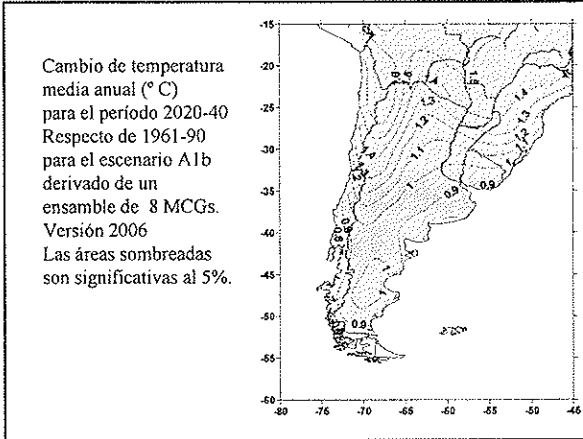 Cambio de temperatura
media anual (º C)
para el período 2020-40
Respecto de 1961-90
para el escenario A1b
derivado de un
ensamble de 8 MCGs.
Versión 2006
Las áreas sombreadas
son significativas al 5%.
-15
-20
-25
-30
-35
-40
-45
-50
-55
-60
-80 -75 -70 -65 -60 -55 -50 -45
1.4
1.3
1.3
1.2
1.2
1.1
1
1
0.9
0.9
1
1
0.9